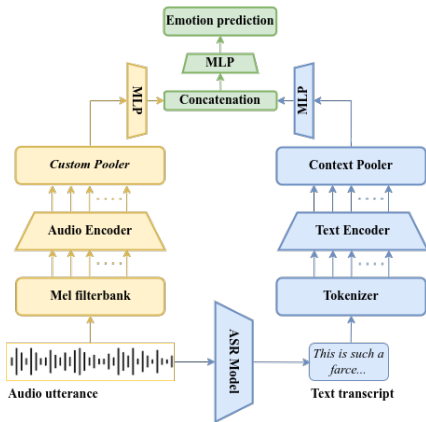 Emotion prediction
MLP
Concatenation
MLP
MLP
Custom Pooler
Context Pooler
Audio Encoder
Text Encoder
Mel filterbank
Tokenizer
ASR Model
This is such a
farce...
Audio utterance
Text transcript